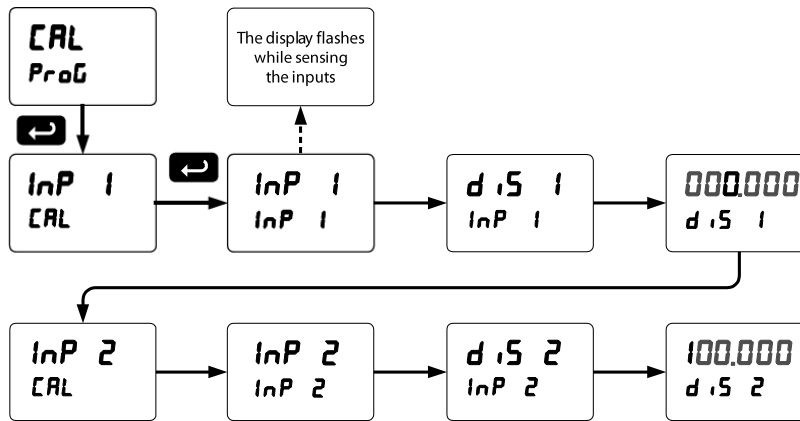 CAL
ProG
The display flashes
while sensing
the inputs
InP 1
CAL
InP 1
InP 1
diS 1
InP 1
000.000
diS 1
InP 2
CAL
InP 2
InP 2
diS 2
InP 2
100.000
diS 2